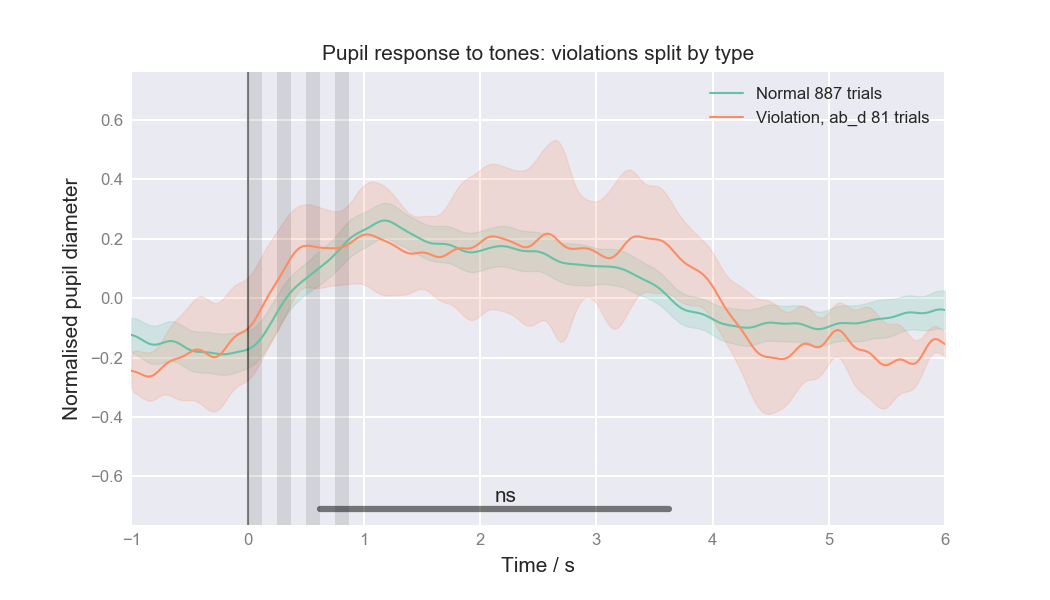 Pupil response to tones: violations split by type
Normal 887 trials
Violation, ab_d 81 trials
Normalised pupil diameter
0.6
0.4
0.2
0.0
−0.2
−0.4
−0.6
ns
−1 0 1 2 3 4 5 6
Time / s